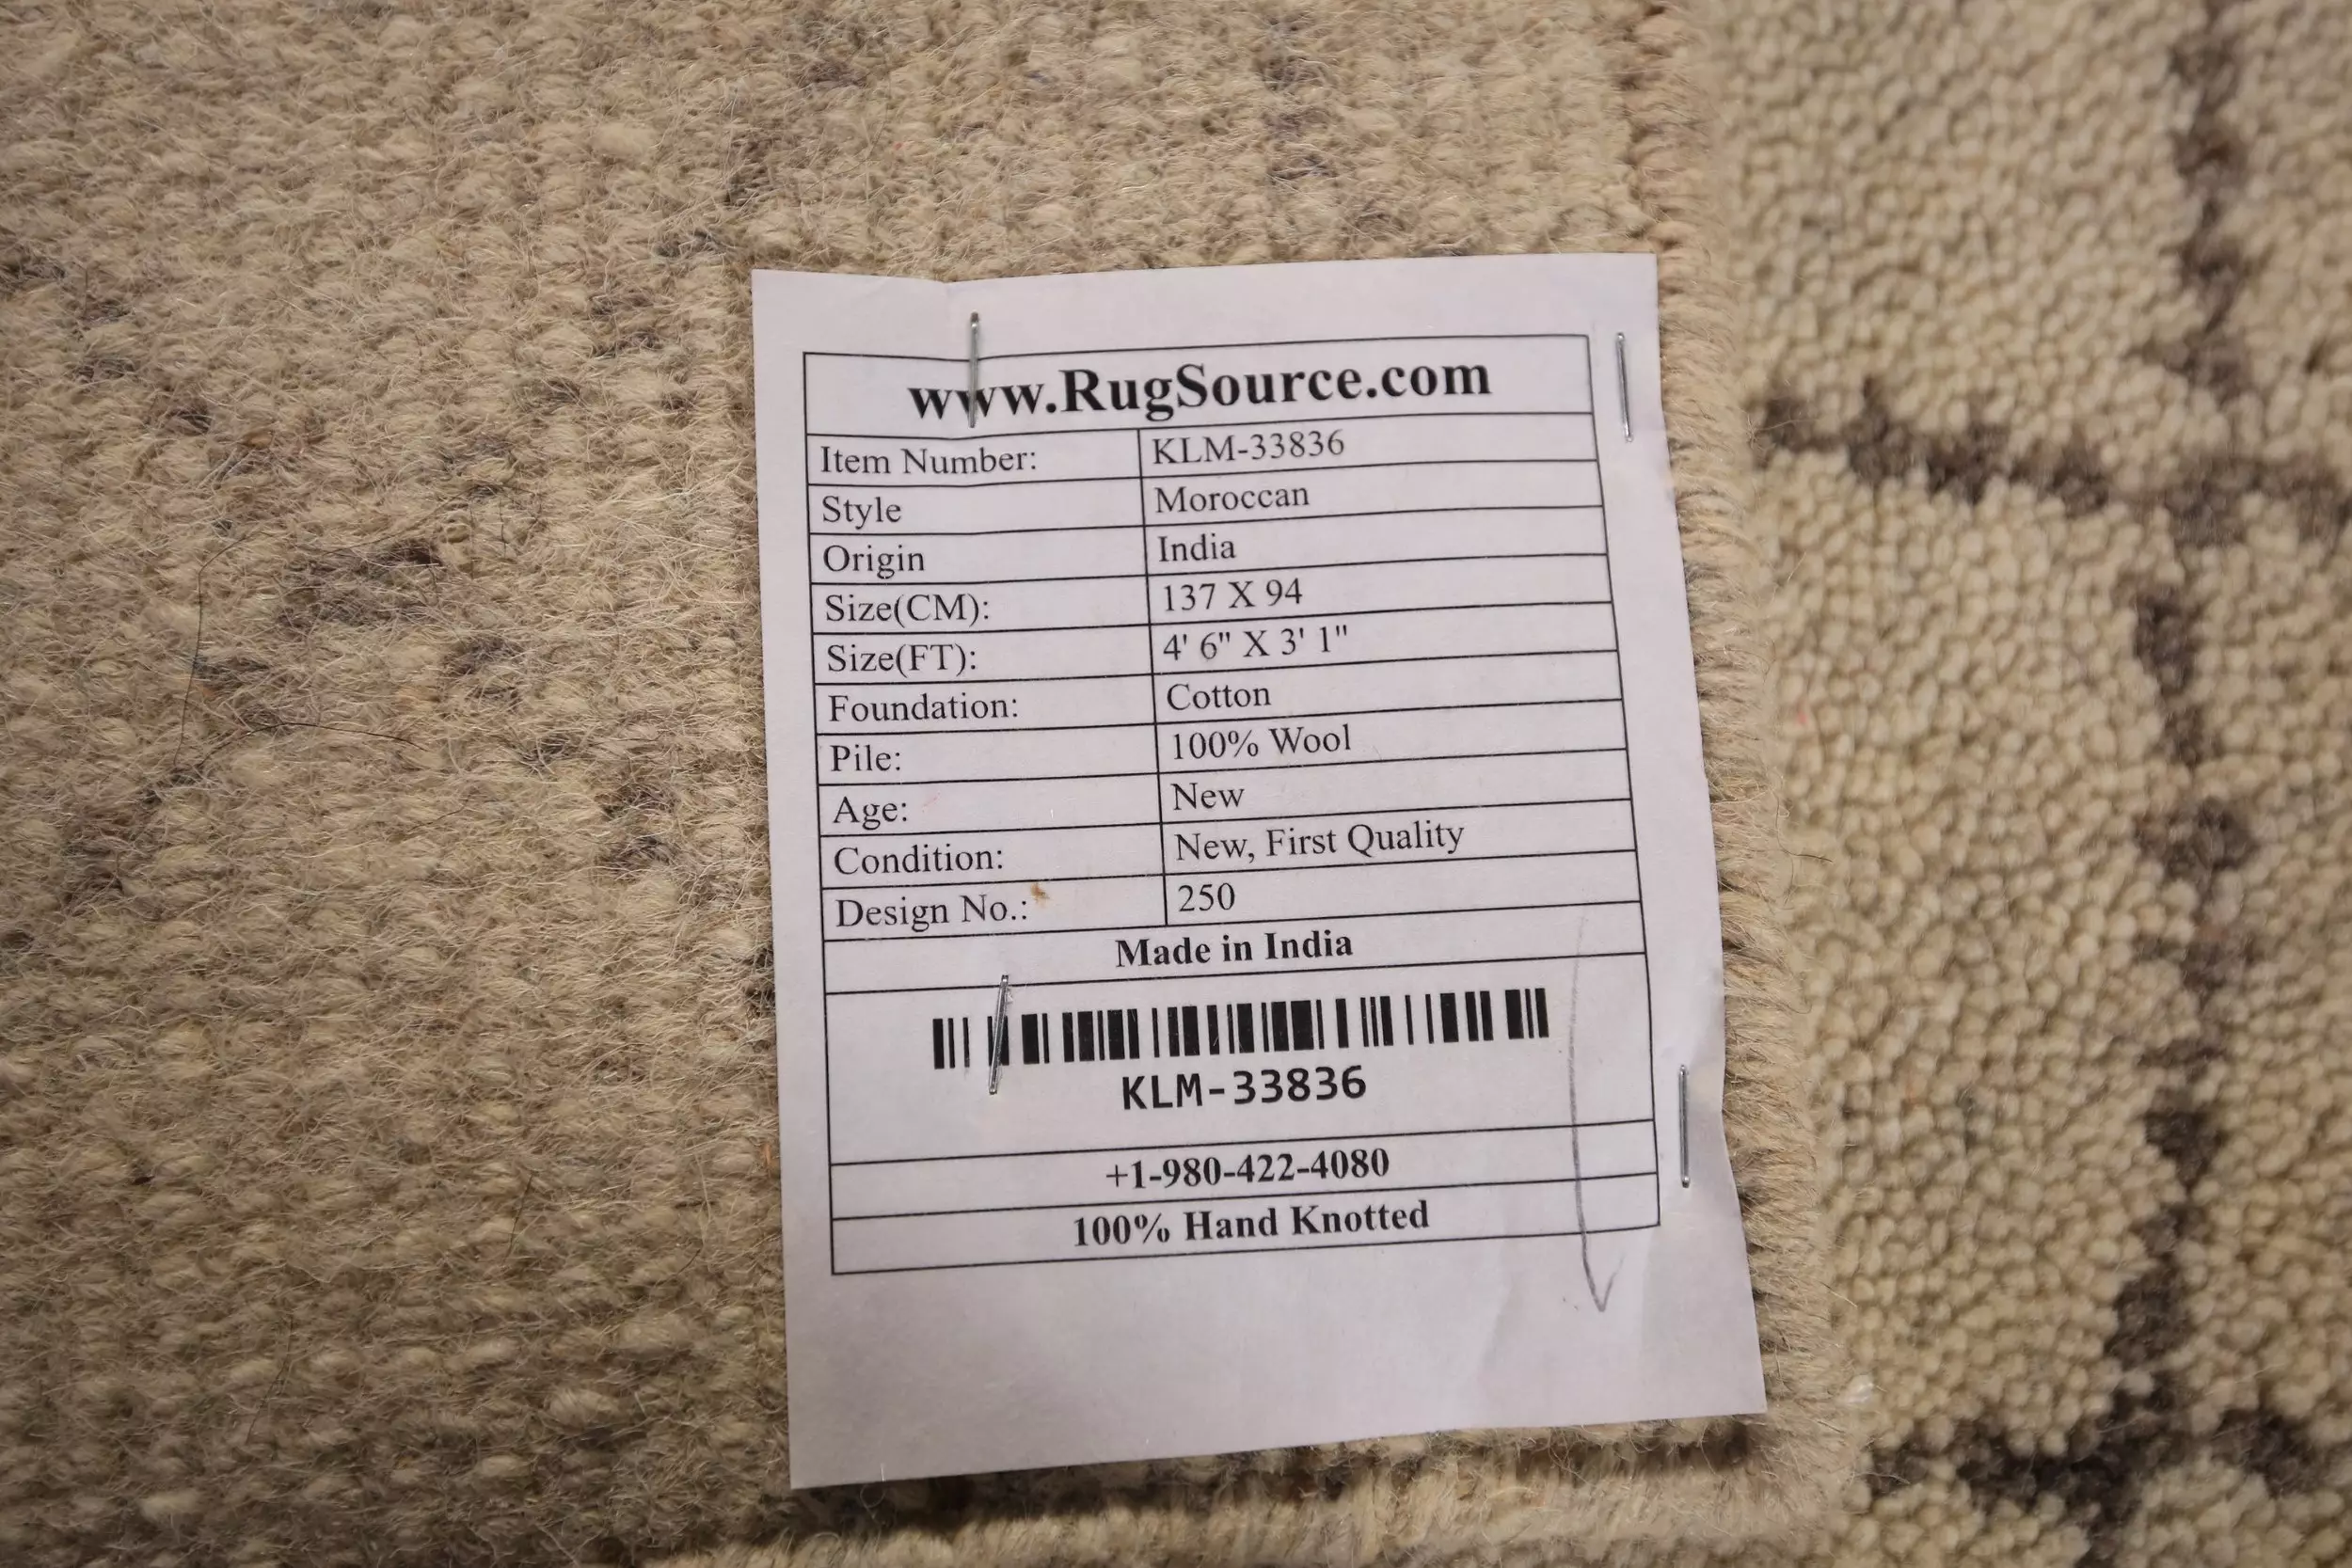 www.RugSource.com
Item Number: KLM-33836
Style Moroccan
Origin India
Size(CM): 137 X 94
Size(FT): 4' 6" X 3' 1"
Foundation: Cotton
Pile: 100% Wool
Age: New
Condition: New, First Quality
Design No.: 250
Made in India
KLM-33836
+1-980-422-4080
100% Hand Knotted